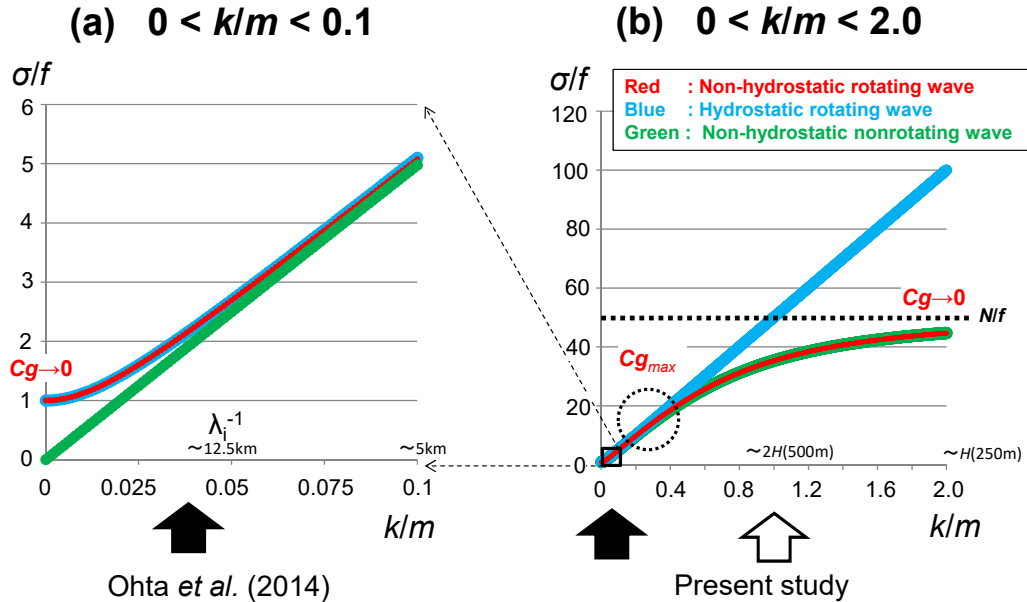 (a) 0 < k/m < 0.1
σ/f
6
5
4
3
2
1
0
Cg→0
λi-1
~12.5km
~5km
0
0.025
0.05
0.075
0.1
k/m
Ohta et al. (2014)
(b) 0 < k/m < 2.0
σ/f
Red : Non-hydrostatic rotating wave
Blue : Hydrostatic rotating wave
Green : Non-hydrostatic nonrotating wave
120
100
80
60
40
20
0
Cg→0
N/f
Cgmax
~2H(500m)
~H(250m)
0
0.4
0.8
1.2
1.6
2.0
k/m
Present study